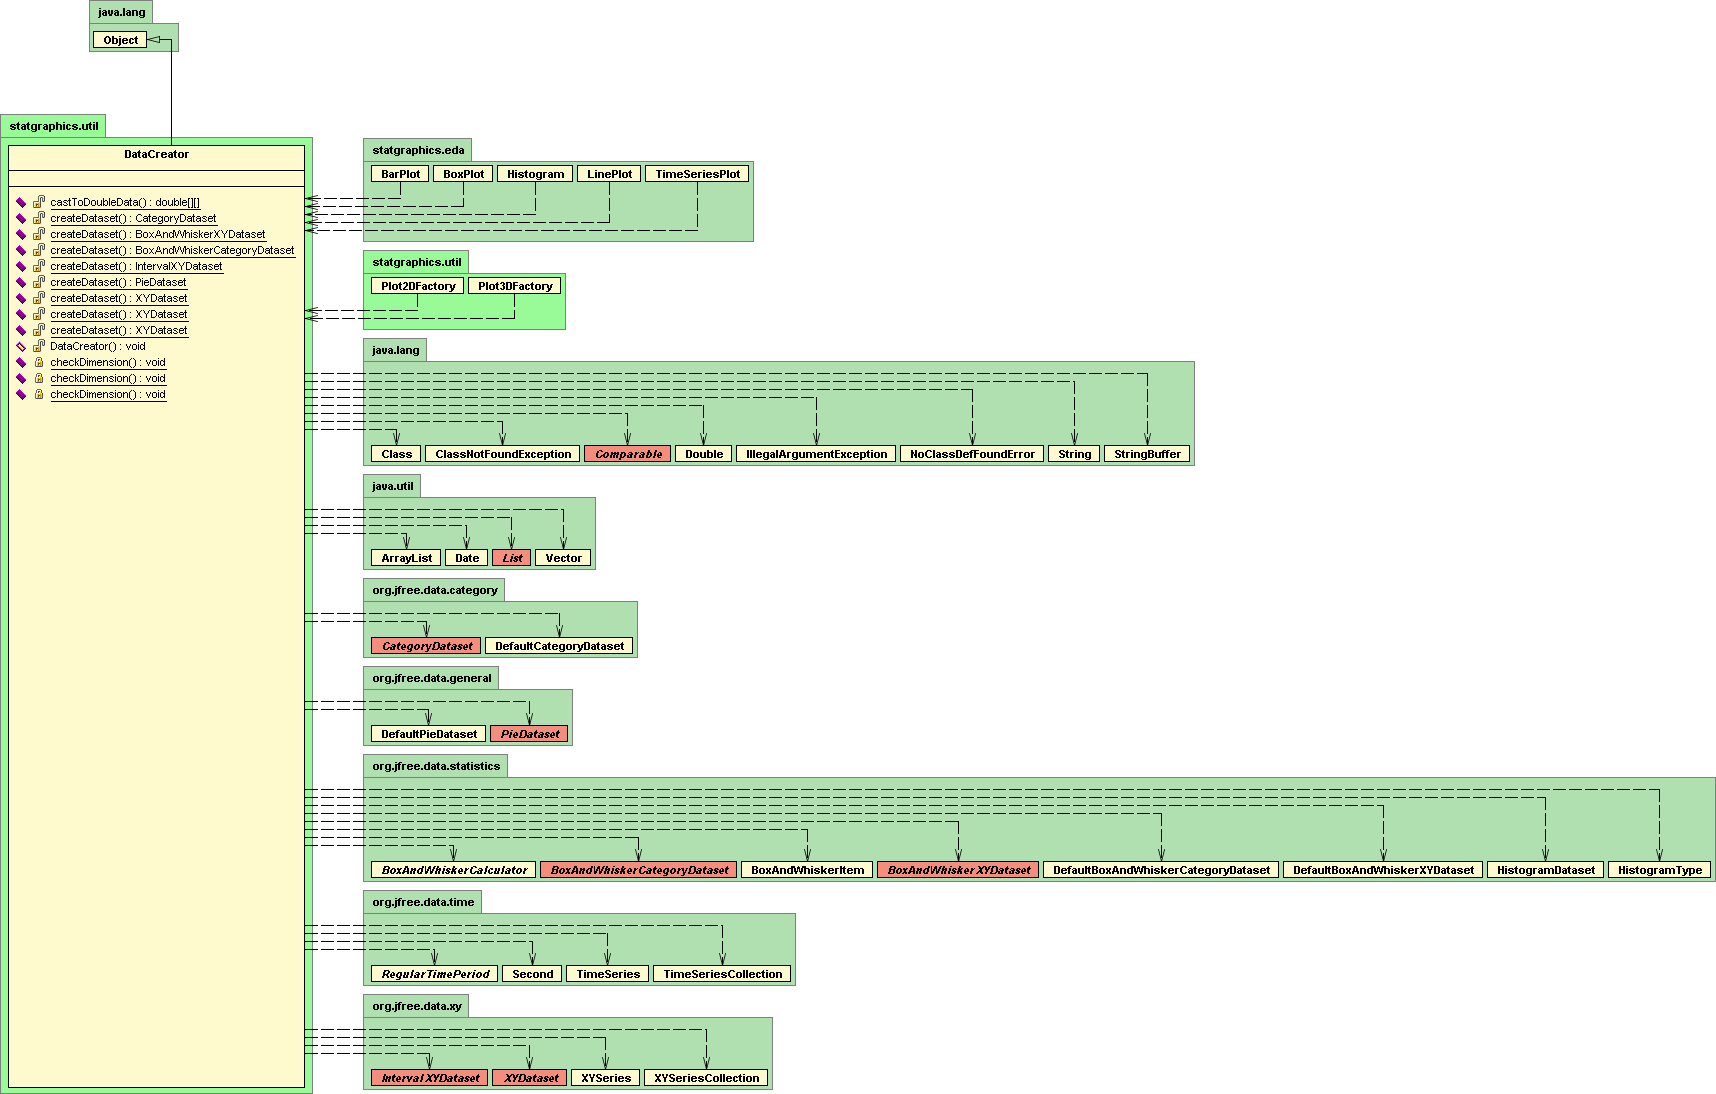 java.lang
Object
statgraphics.util
DataCreator
castToDoubleData() : double[][]
createDataset() : CategoryDataset
createDataset() : BoxAndWhiskerXYDataset
createDataset() : BoxAndWhiskerCategoryDataset
createDataset() : IntervalXYDataset
createDataset() : PieDataset
createDataset() : XYDataset
createDataset() : XYDataset
createDataset() : XYDataset
DataCreator() : void
checkDimension() : void
checkDimension() : void
checkDimension() : void
statgraphics.eda
BarPlot BoxPlot Histogram LinePlot TimeSeriesPlot
statgraphics.util
Plot2DFactory Plot3DFactory
java.lang
Class ClassNotFoundException Comparable Double IllegalArgumentException NoClassDefFoundError String StringBuffer
java.util
ArrayList Date List Vector
org.jfree.data.category
CategoryDataset DefaultCategoryDataset
org.jfree.data.general
DefaultPieDataset PieDataset
org.jfree.data.statistics
BoxAndWhiskerCalculator BoxAndWhiskerCategoryDataset BoxAndWhiskerItem BoxAndWhiskerXYDataset DefaultBoxAndWhiskerCategoryDataset DefaultBoxAndWhiskerXYDataset HistogramDataset HistogramType
org.jfree.data.time
RegularTimePeriod Second TimeSeries TimeSeriesCollection
org.jfree.data.xy
IntervalXYDataset XYDataset XYSeries XYSeriesCollection